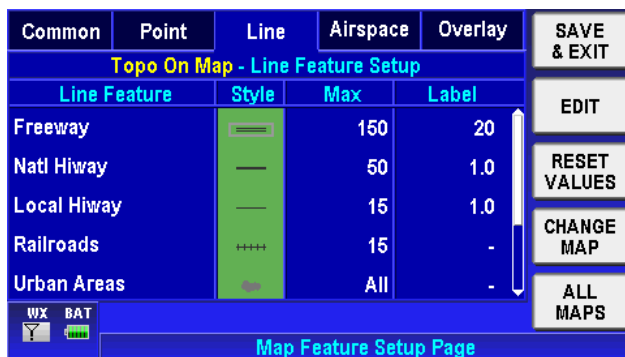 Common Point Line Airspace Overlay
Topo On Map - Line Feature Setup
Line Feature Style Max Label
Freeway 150 20
Natl Hiway 50 1.0
Local Hiway 15 1.0
Railroads 15 -
Urban Areas All -
WX BAT
Map Feature Setup Page
SAVE
& EXIT
EDIT
RESET
VALUES
CHANGE
MAP
ALL
MAPS